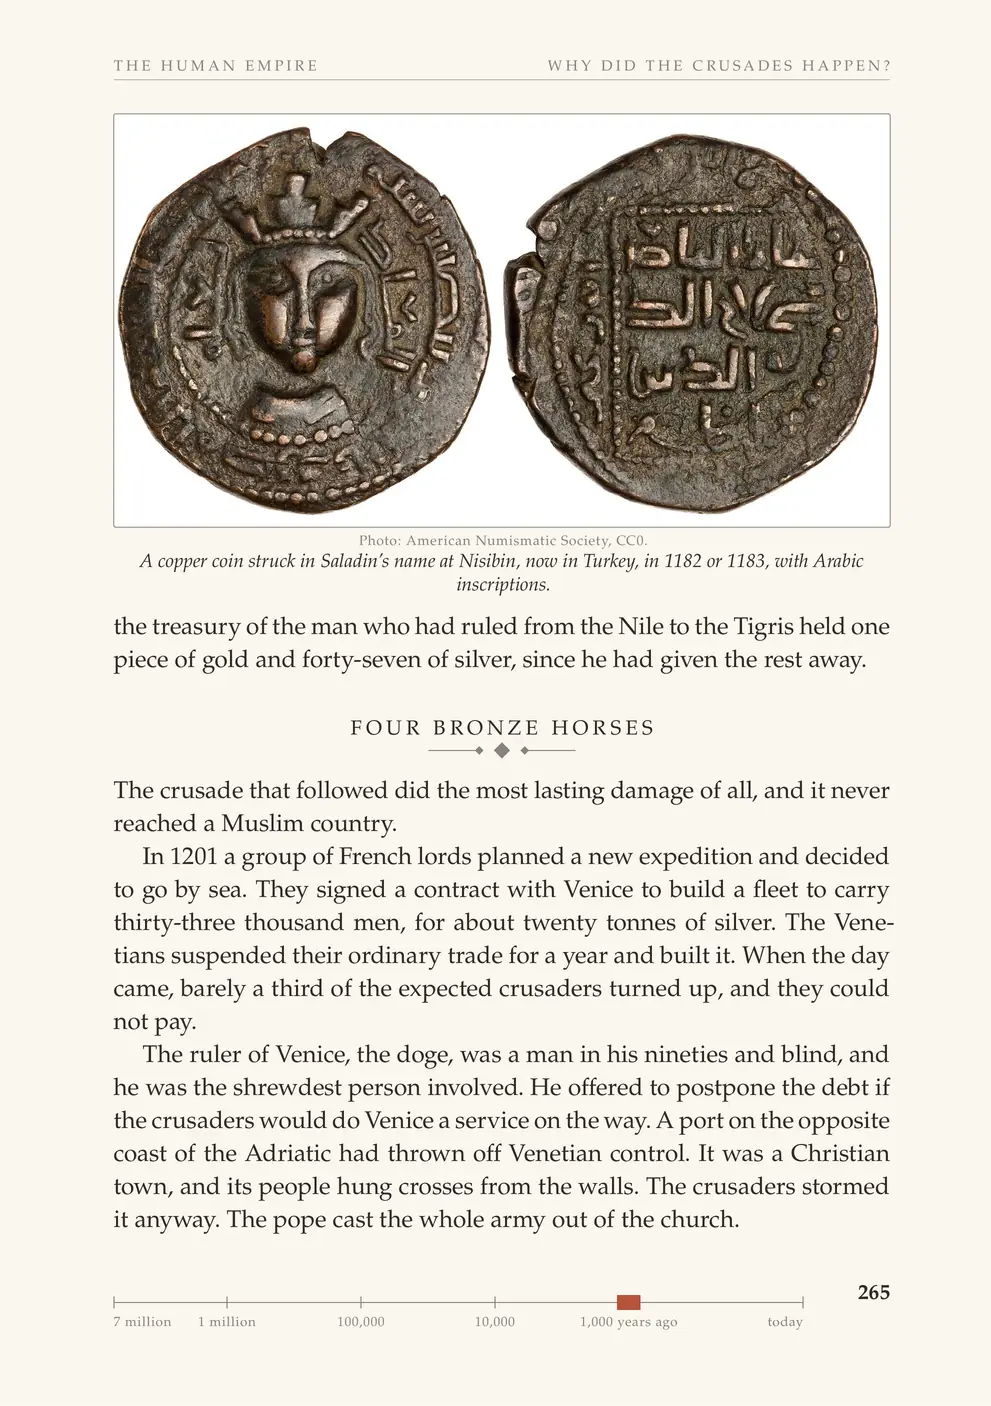 THE HUMAN EMPIRE
WHY DID THE CRUSADES HAPPEN?
Photo: American Numismatic Society, CC0.
A copper coin struck in Saladin’s name at Nisibin, now in Turkey, in 1182 or 1183, with Arabic
inscriptions.
the treasury of the man who had ruled from the Nile to the Tigris held one
piece of gold and forty-seven of silver, since he had given the rest away.
FOUR BRONZE HORSES
The crusade that followed did the most lasting damage of all, and it never
reached a Muslim country.
In 1201 a group of French lords planned a new expedition and decided
to go by sea. They signed a contract with Venice to build a fleet to carry
thirty-three thousand men, for about twenty tonnes of silver. The Vene-
tians suspended their ordinary trade for a year and built it. When the day
came, barely a third of the expected crusaders turned up, and they could
not pay.
The ruler of Venice, the doge, was a man in his nineties and blind, and
he was the shrewdest person involved. He offered to postpone the debt if
the crusaders would do Venice a service on the way. A port on the opposite
coast of the Adriatic had thrown off Venetian control. It was a Christian
town, and its people hung crosses from the walls. The crusaders stormed
it anyway. The pope cast the whole army out of the church.
265
7 million 1 million 100,000 10,000 1,000 years ago today